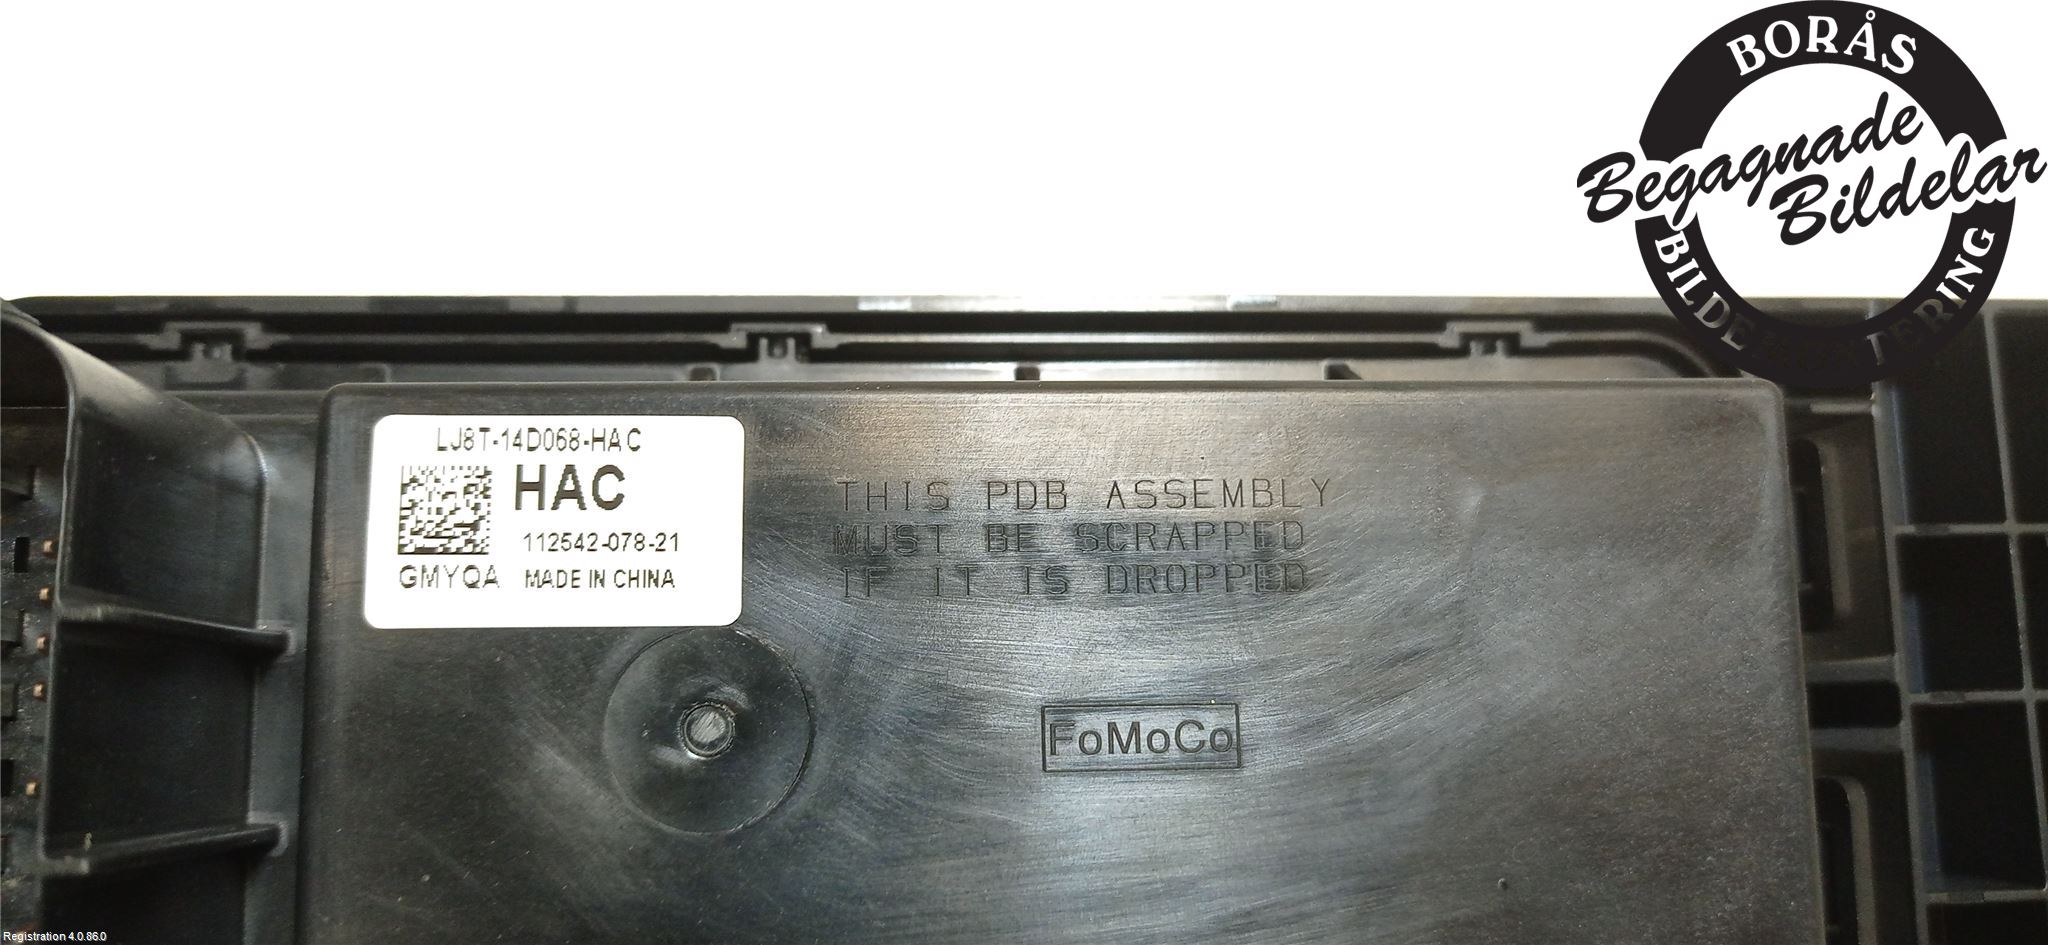 BORÅS
Begagnade
Bildelar
LJ8T-14D068-HAC
HAC
112542-078-21
GMYQA MADE IN CHINA
THIS PDB ASSEMBLY
MUST BE SCRAPPED
IF IT IS DROPPED
FoMoCo
Registration 4.0.86.0